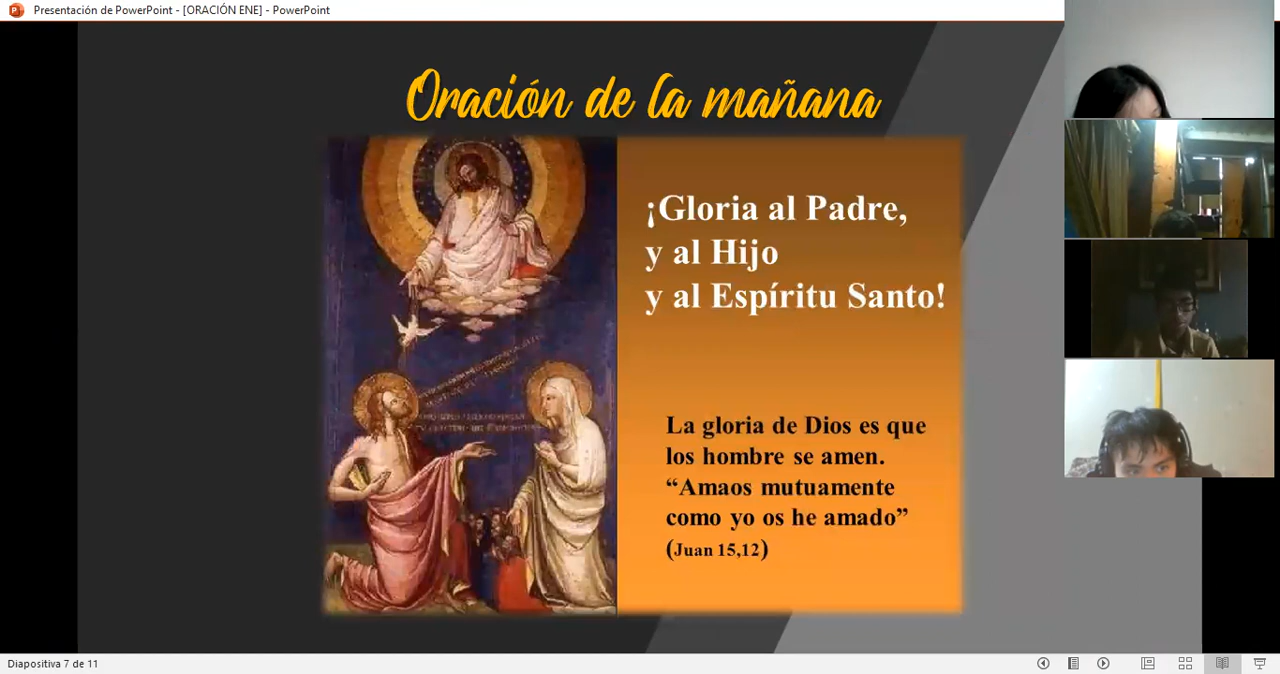 Presentación de PowerPoint - [ORACIÓN ENE] - PowerPoint
Oración de la mañana
¡Gloria al Padre,
y al Hijo
y al Espíritu Santo!
La gloria de Dios es que
los hombre se amen.
“Amaos mutuamente
como yo os he amado”
(Juan 15,12)
Diapositiva 7 de 11